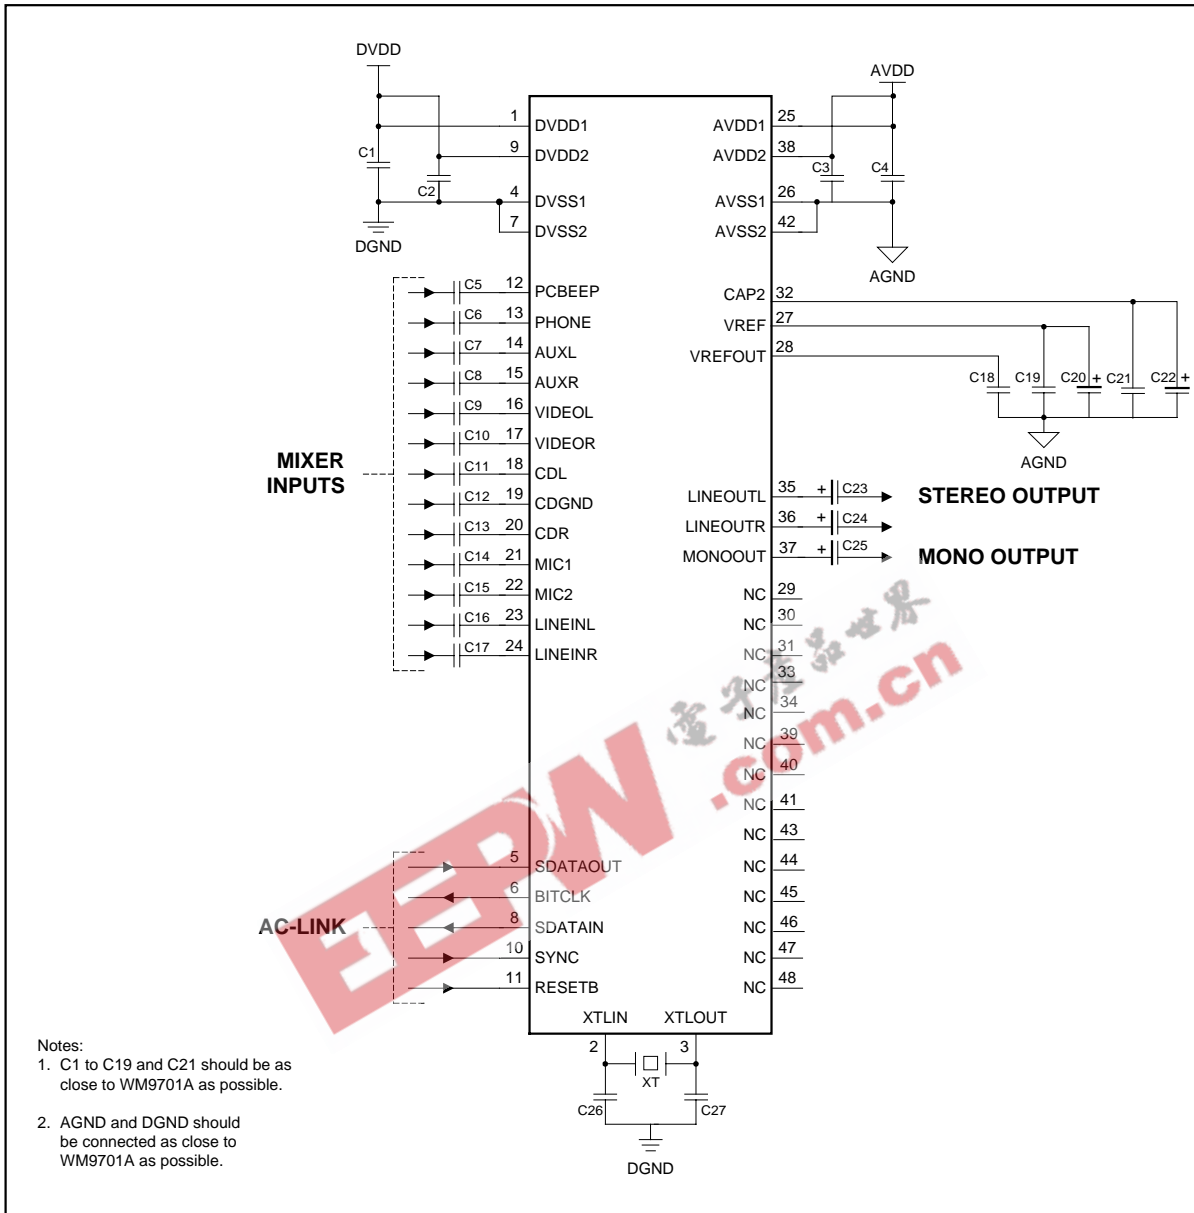 DVDD
AVDD
1 DVDD1
9 DVDD2
4 DVSS1
7 DVSS2
C1
C2
DGND
AVDD1 25
AVDD2 38
AVSS1 26
AVSS2 42
C3
C4
AGND
MIXER
INPUTS
C5 12 PCBEEP
C6 13 PHONE
C7 14 AUXL
C8 15 AUXR
C9 16 VIDEOL
C10 17 VIDEOR
C11 18 CDL
C12 19 CDGND
C13 20 CDR
C14 21 MIC1
C15 22 MIC2
C16 23 LINEINL
C17 24 LINEINR
CAP2 32
VREF 27
VREFOUT 28
C18 C19 C20 + C21 C22 +
AGND
LINEOUTL 35 + C23 STEREO OUTPUT
LINEOUTR 36 + C24
MONOOUT 37 + C25 MONO OUTPUT
NC 29
NC 30
NC 31
NC 33
NC 34
NC 39
NC 40
NC 41
NC 43
NC 44
NC 45
NC 46
NC 47
NC 48
電子產品世界
EEPW
.com.cn
AC-LINK
5 SDATAOUT
6 BITCLK
8 SDATAIN
10 SYNC
11 RESETB
XTLIN XTLOUT
2 3
XT
C26 C27
DGND
Notes:
1. C1 to C19 and C21 should be as
close to WM9701A as possible.
2. AGND and DGND should
be connected as close to
WM9701A as possible.